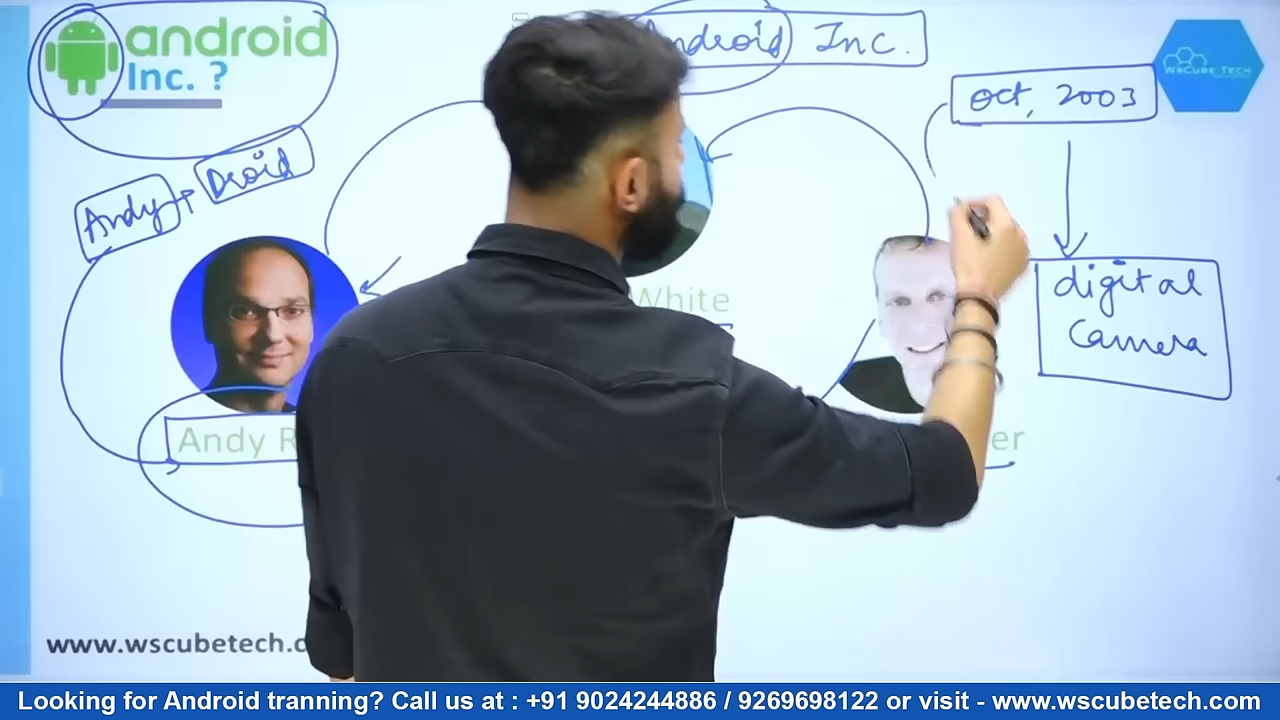 android
Inc. ?
Android Inc.
WSCUBE TECH
Oct, 2003
Andy + Droid
digital
Camera
White
Andy R
er
www.wscubetech.o
Looking for Android tranning? Call us at : +91 9024244886 / 9269698122 or visit - www.wscubetech.com